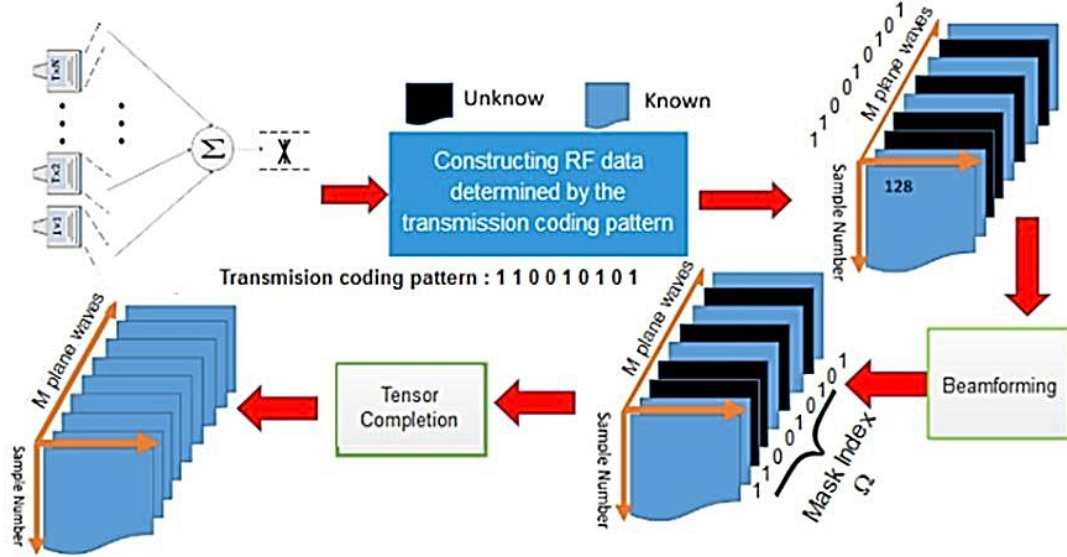 TxN
Tx2
Tx1
Σ
X
Unknow
Known
Constructing RF data
determined by the
transmission coding pattern
Transmision coding pattern : 1 1 0 0 1 0 1 0 1
1 1 0 0 1 0 1 0 1
M plane waves
128
Sample Number
Beamforming
M plane waves
1 1 0 0 1 0 1 0 1
Mask Index
Ω
Sample Number
Tensor
Completion
M plane waves
Sample Number